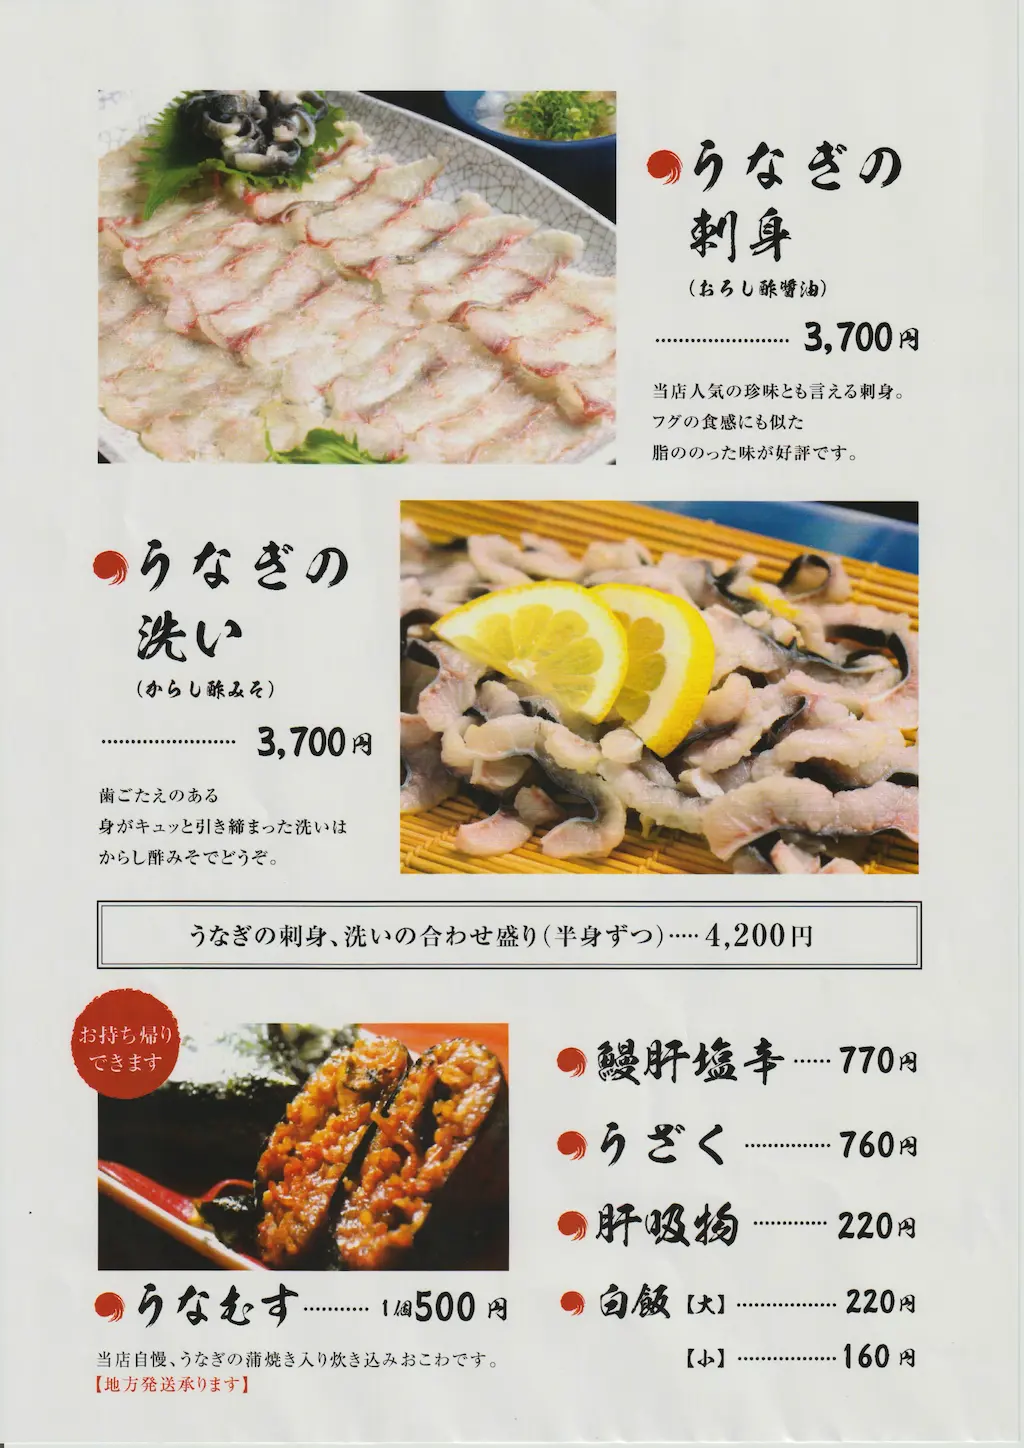 うなぎの
刺身
(おろし酢醤油)
3,700円
当店人気の珍味とも言える刺身。
フグの食感にも似た
脂ののった味が好評です。
うなぎの
洗い
(からし酢みそ)
3,700円
歯ごたえのある
身がキュッと引き締まった洗いは
からし酢みそでどうぞ。
うなぎの刺身、洗いの合わせ盛り(半身ずつ)……4,200円
お持ち帰り
できます
うなむす………… 1個500円
当店自慢、うなぎの蒲焼き入り炊き込みおこわです。
【地方発送承ります】
鰻肝塩辛……770円
うざく……………760円
肝吸物…………220円
白飯【大】………………220円
【小】………………160円